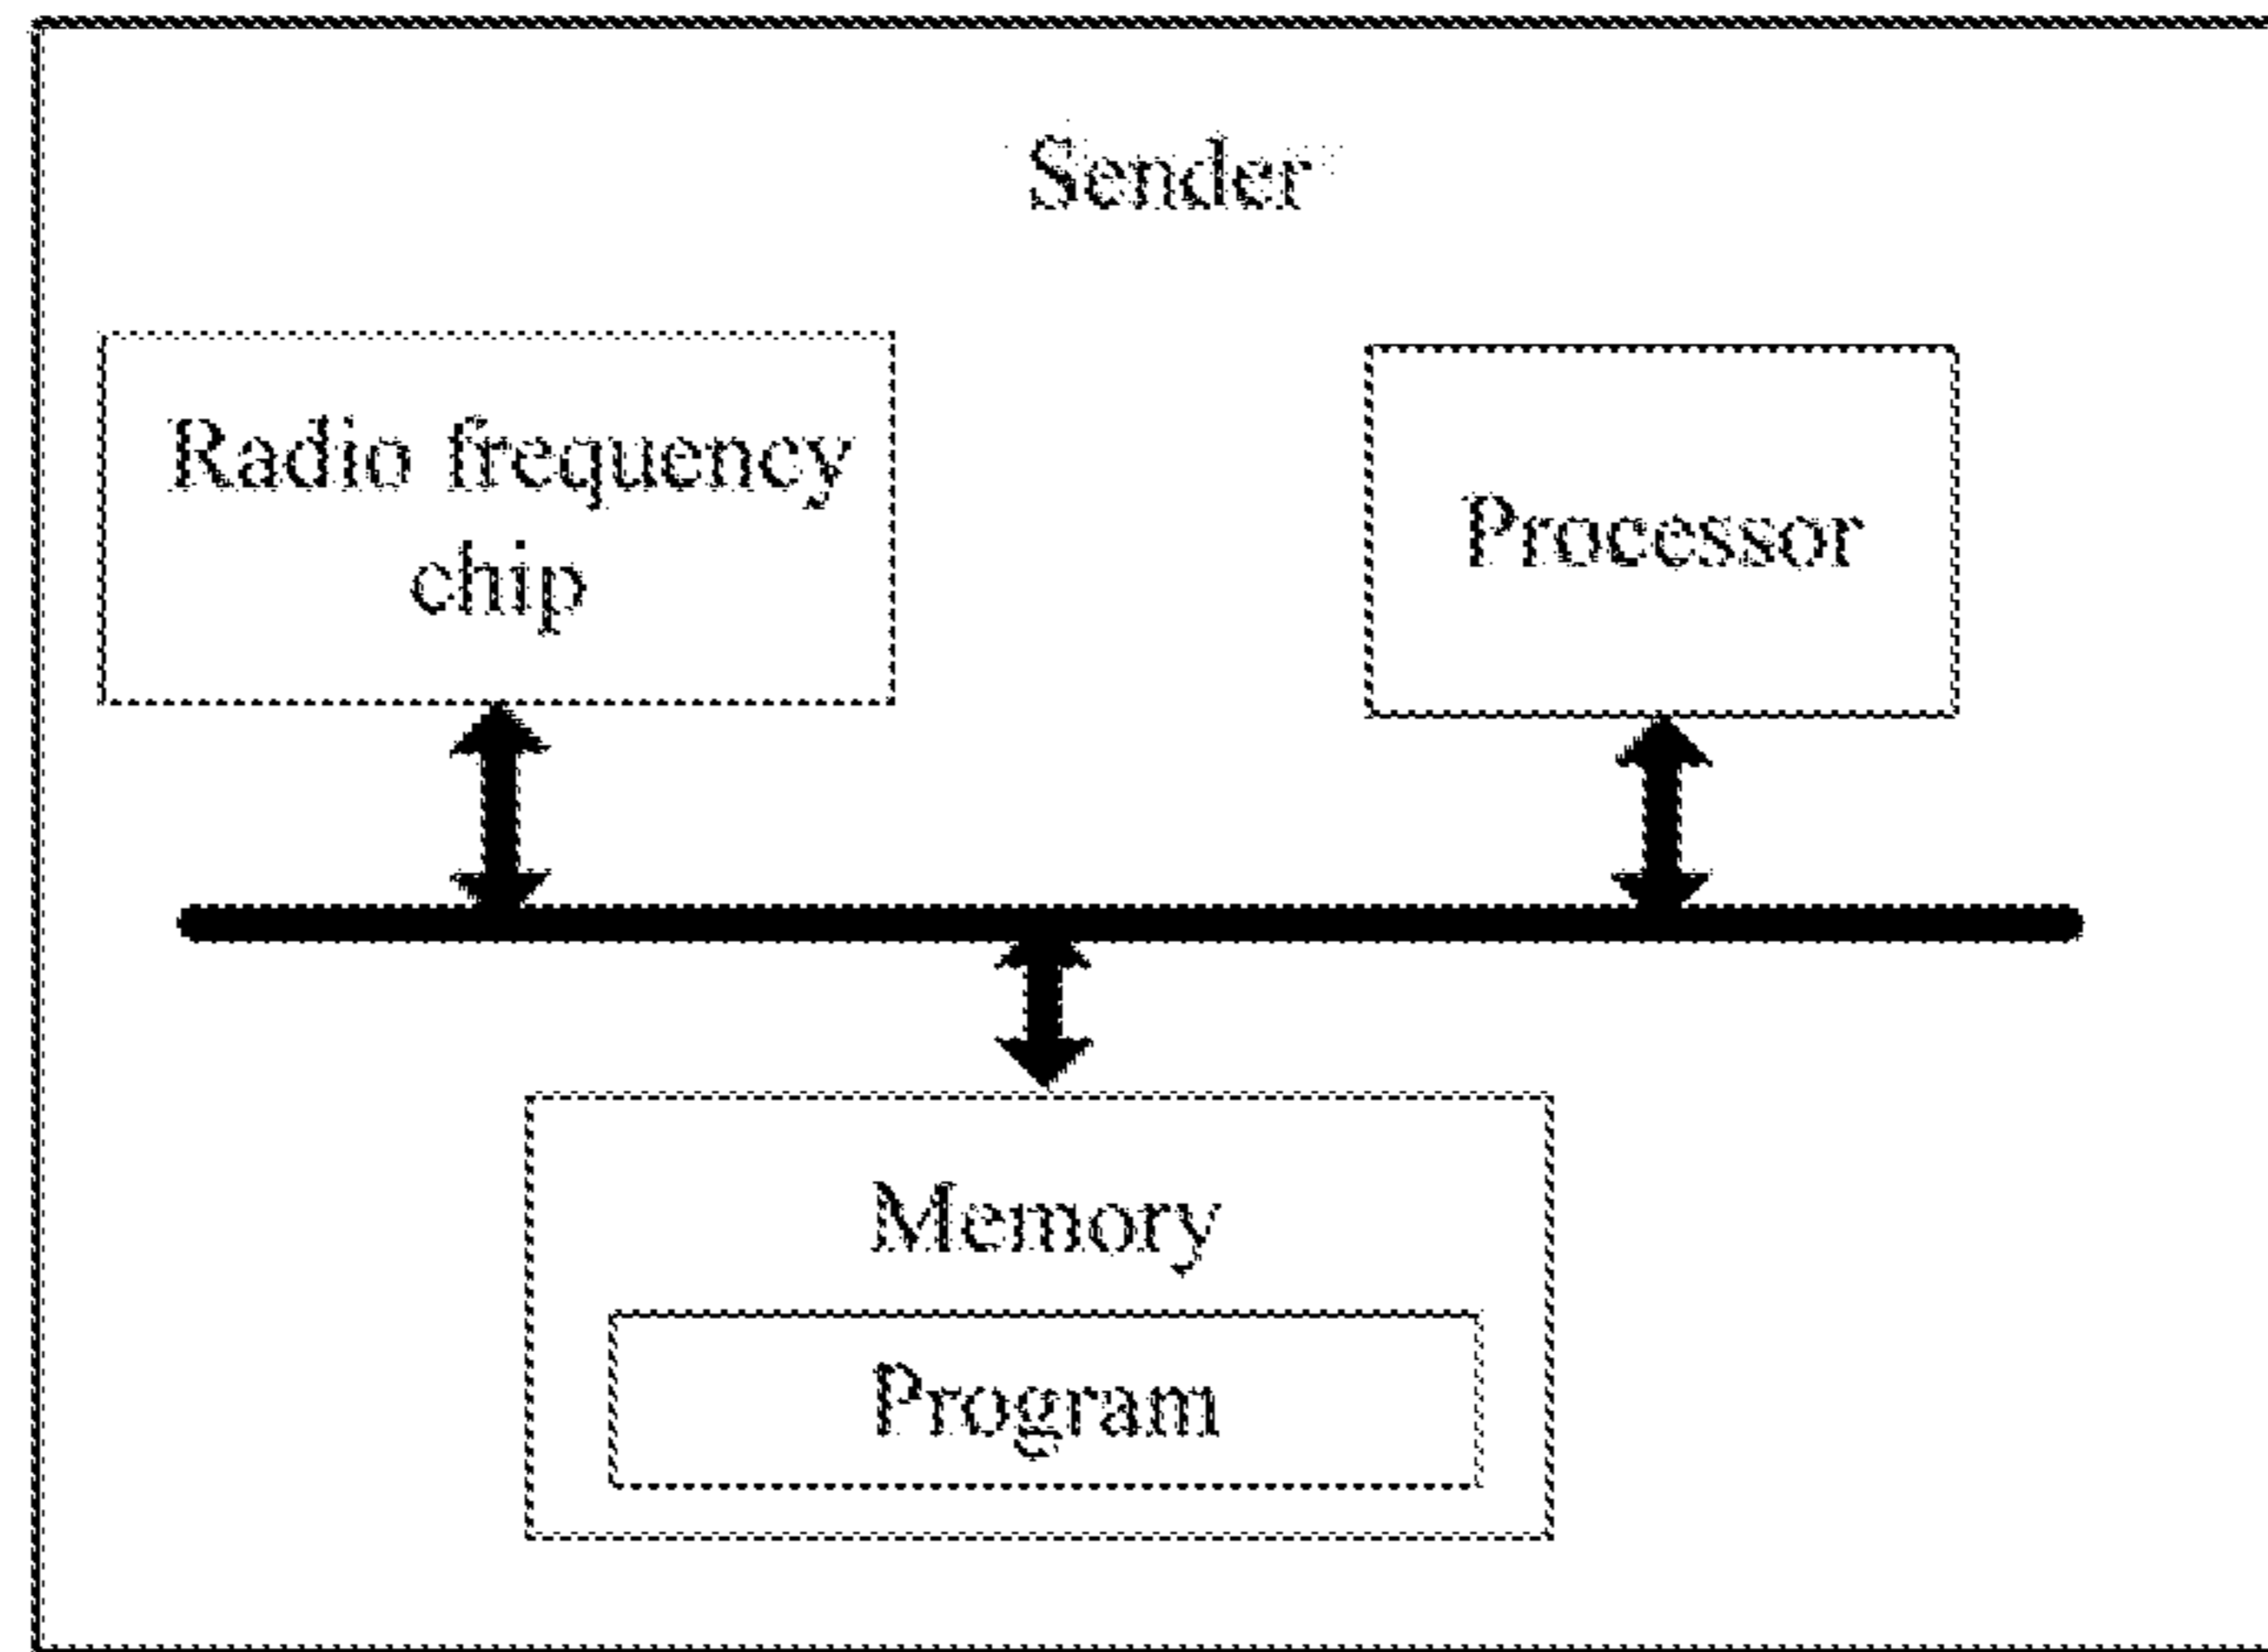 Sender
Radio frequency
chip
Processor
Memory
Program